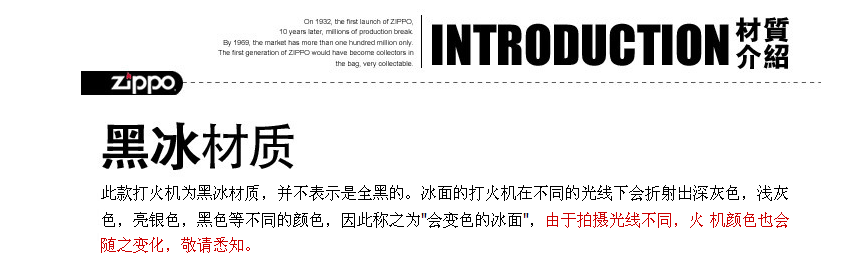 On 1932, the first launch of ZIPPO,
10 years later, millions of production break.
By 1969, the market has more than one hundred million only.
The first generation of ZIPPO would have become collectors in
the bag, very collectable.
INTRODUCTION
材質
介紹
zippo
黑冰材质
此款打火机为黑冰材质，并不表示是全黑的。冰面的打火机在不同的光线下会折射出深灰色，浅灰
色，亮银色，黑色等不同的颜色，因此称之为"会变色的冰面"，由于拍摄光线不同，火 机颜色也会
随之变化，敬请悉知。